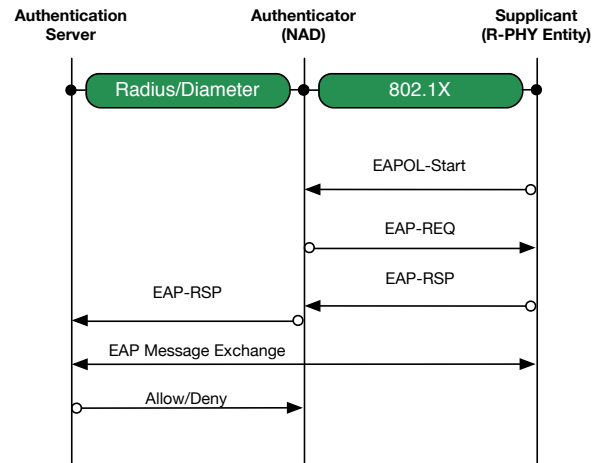 Authentication
Server
Authenticator
(NAD)
Supplicant
(R-PHY Entity)
Radius/Diameter
802.1X
EAPOL-Start
EAP-REQ
EAP-RSP
EAP-RSP
EAP Message Exchange
Allow/Deny